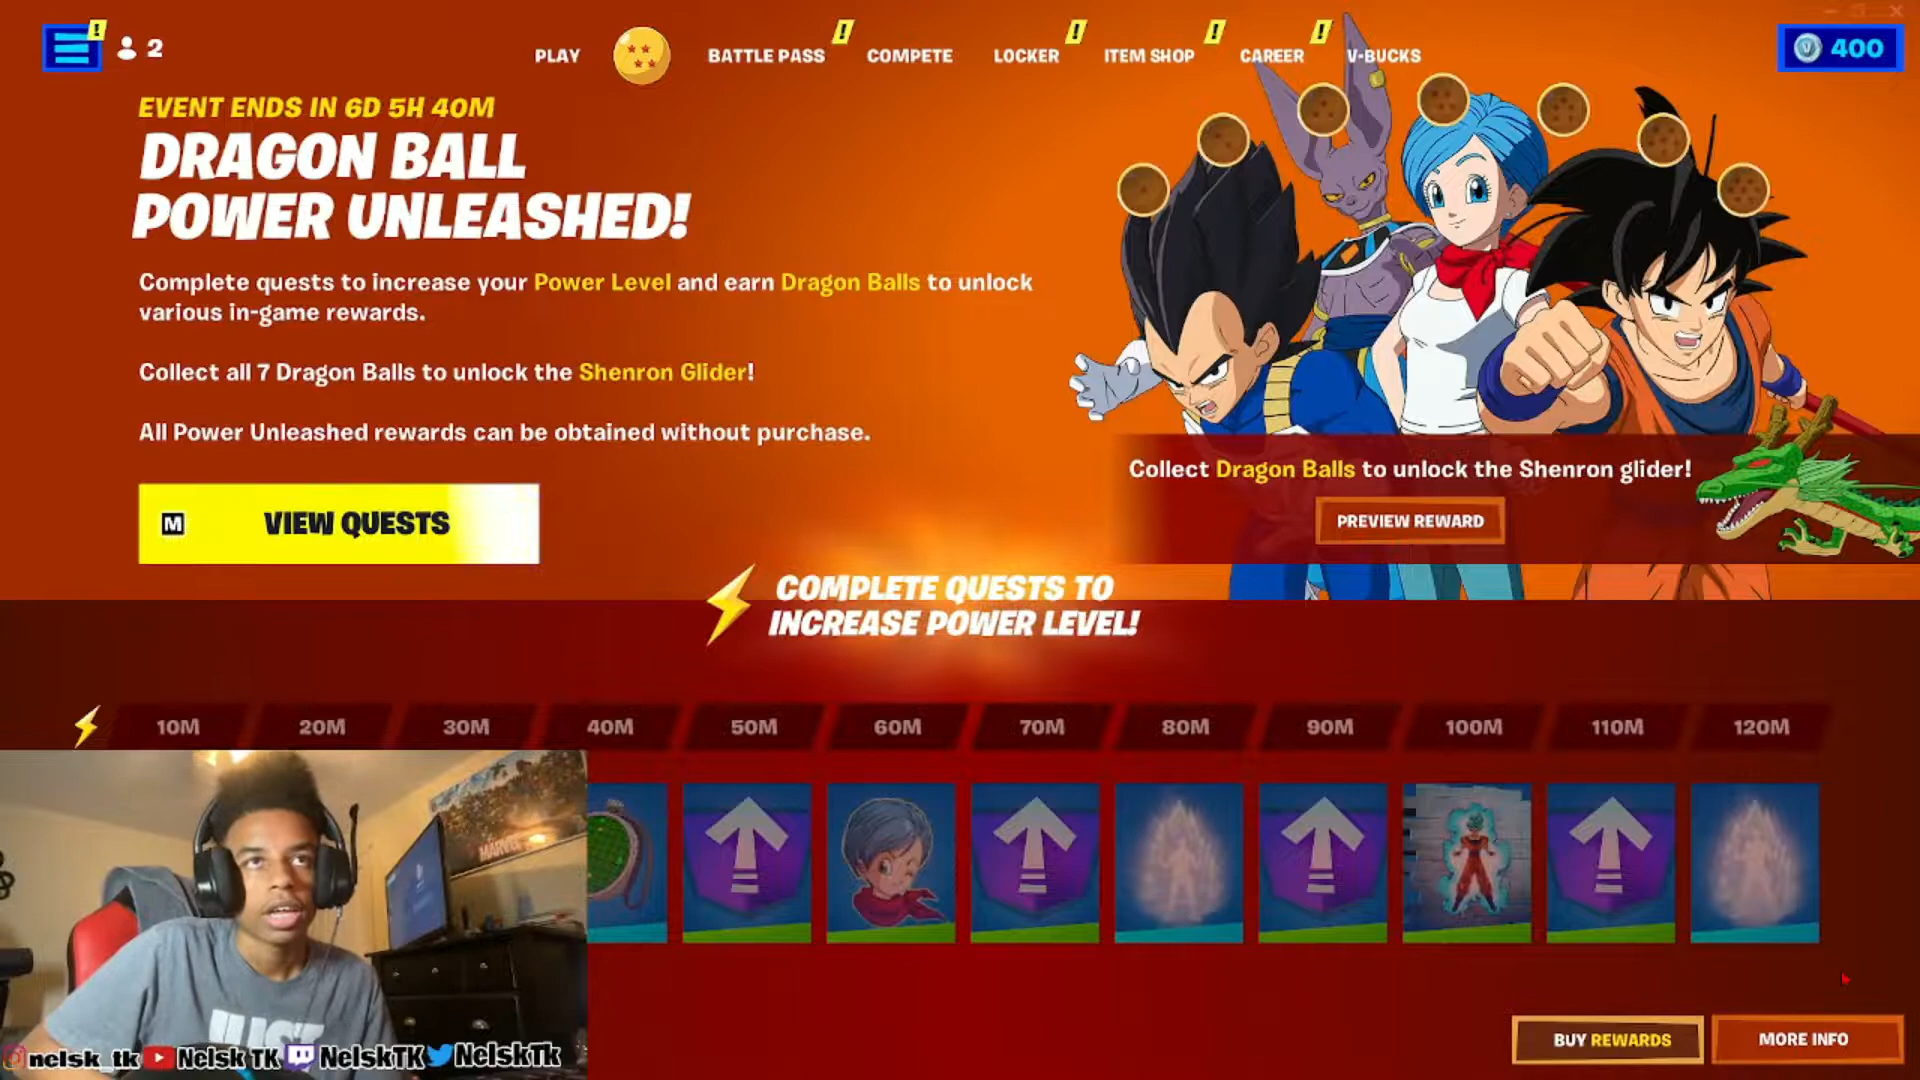 2
PLAY
BATTLE PASS
COMPETE
LOCKER
ITEM SHOP
CAREER
V-BUCKS
400
EVENT ENDS IN 6D 5H 40M
DRAGON BALL
POWER UNLEASHED!
Complete quests to increase your Power Level and earn Dragon Balls to unlock
various in-game rewards.
Collect all 7 Dragon Balls to unlock the Shenron Glider!
All Power Unleashed rewards can be obtained without purchase.
M VIEW QUESTS
Collect Dragon Balls to unlock the Shenron glider!
PREVIEW REWARD
COMPLETE QUESTS TO
INCREASE POWER LEVEL!
10M 20M 30M 40M 50M 60M 70M 80M 90M 100M 110M 120M
MARVEL
JUST
nelsk_tk Nelsk TK NelskTK NelskTk
BUY REWARDS
MORE INFO